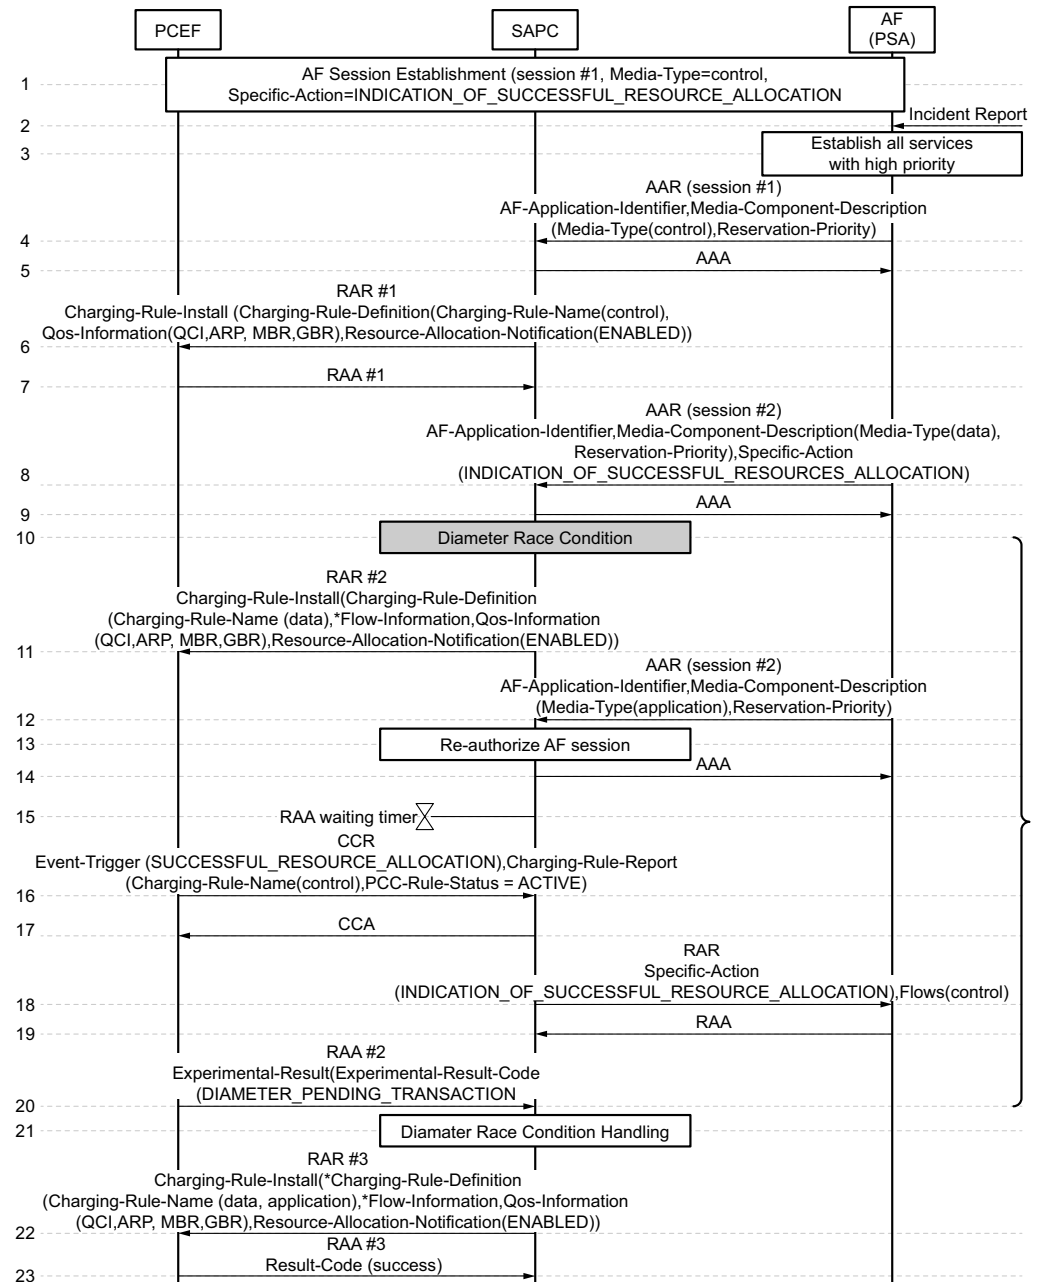 PCEF
SAPC
AF
(PSA)
1
AF Session Establishment (session #1, Media-Type=control,
Specific-Action=INDICATION_OF_SUCCESSFUL_RESOURCE_ALLOCATION
2
Incident Report
3
Establish all services
with high priority
AAR (session #1)
AF-Application-Identifier,Media-Component-Description
(Media-Type(control),Reservation-Priority)
4
AAA
5
RAR #1
Charging-Rule-Install (Charging-Rule-Definition(Charging-Rule-Name(control),
Qos-Information(QCI,ARP, MBR,GBR),Resource-Allocation-Notification(ENABLED))
6
RAA #1
7
AAR (session #2)
AF-Application-Identifier,Media-Component-Description(Media-Type(data),
Reservation-Priority),Specific-Action
(INDICATION_OF_SUCCESSFUL_RESOURCES_ALLOCATION)
8
AAA
9
10
Diameter Race Condition
RAR #2
Charging-Rule-Install(Charging-Rule-Definition
(Charging-Rule-Name (data),*Flow-Information,Qos-Information
(QCI,ARP, MBR,GBR),Resource-Allocation-Notification(ENABLED))
11
AAR (session #2)
AF-Application-Identifier,Media-Component-Description
(Media-Type(application),Reservation-Priority)
12
13
Re-authorize AF session
AAA
14
15
RAA waiting timer
CCR
Event-Trigger (SUCCESSFUL_RESOURCE_ALLOCATION),Charging-Rule-Report
(Charging-Rule-Name(control),PCC-Rule-Status = ACTIVE)
16
CCA
17
RAR
Specific-Action
(INDICATION_OF_SUCCESSFUL_RESOURCE_ALLOCATION),Flows(control)
18
RAA
19
RAA #2
Experimental-Result(Experimental-Result-Code
(DIAMETER_PENDING_TRANSACTION
20
21
Diamater Race Condition Handling
RAR #3
Charging-Rule-Install(*Charging-Rule-Definition
(Charging-Rule-Name (data, application),*Flow-Information,Qos-Information
(QCI,ARP, MBR,GBR),Resource-Allocation-Notification(ENABLED))
22
RAA #3
Result-Code (success)
23